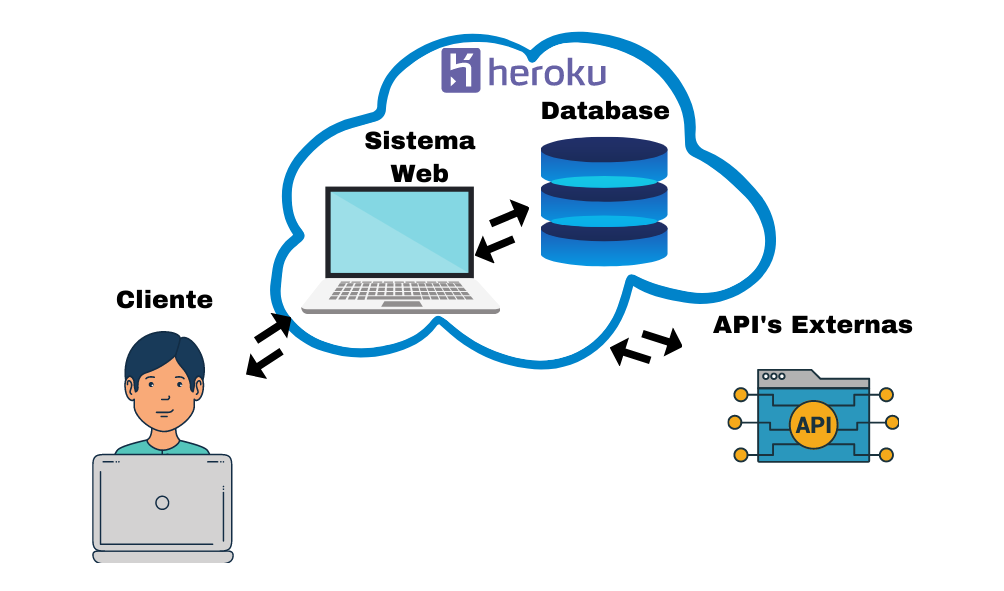 heroku
Database
Sistema
Web
Cliente
API's Externas
API